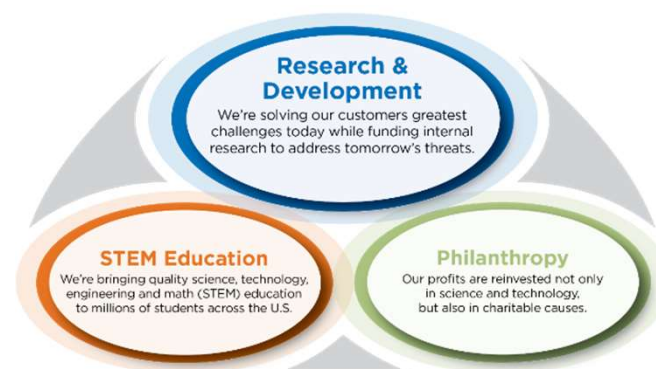 Research &
Development
We're solving our customers greatest
challenges today while funding internal
research to address tomorrow's threats.
STEM Education
We're bringing quality science, technology,
engineering and math (STEM) education
to millions of students across the U.S.
Philanthropy
Our profits are reinvested not only
in science and technology,
but also in charitable causes.